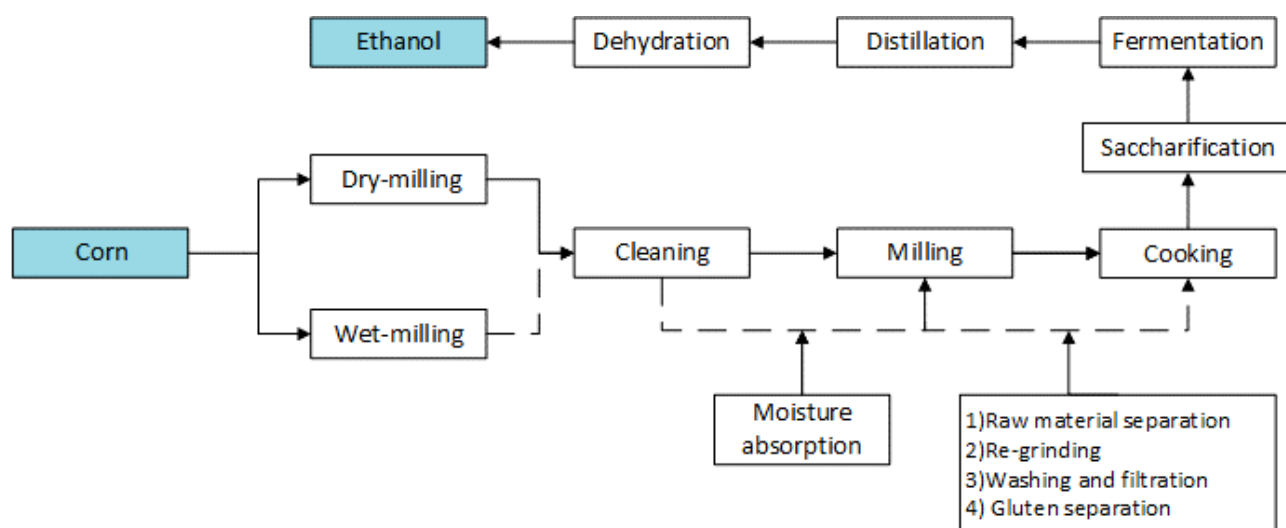 Ethanol
Dehydration
Distillation
Fermentation
Saccharification
Dry-milling
Corn
Cleaning
Milling
Cooking
Wet-milling
Moisture
absorption
1)Raw material separation
2)Re-grinding
3)Washing and filtration
4) Gluten separation